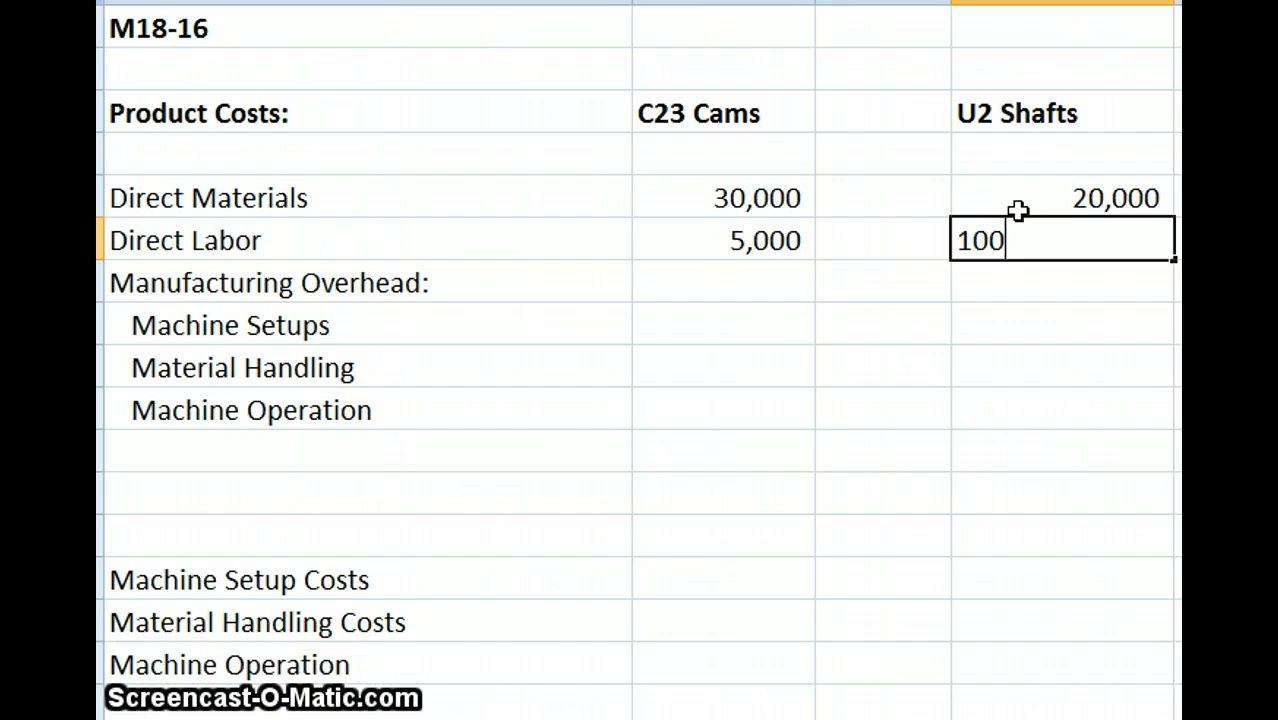 M18-16
Product Costs: C23 Cams U2 Shafts
Direct Materials 30,000 20,000
Direct Labor 5,000 100
Manufacturing Overhead:
Machine Setups
Material Handling
Machine Operation
Machine Setup Costs
Material Handling Costs
Machine Operation
Screencast-O-Matic.com